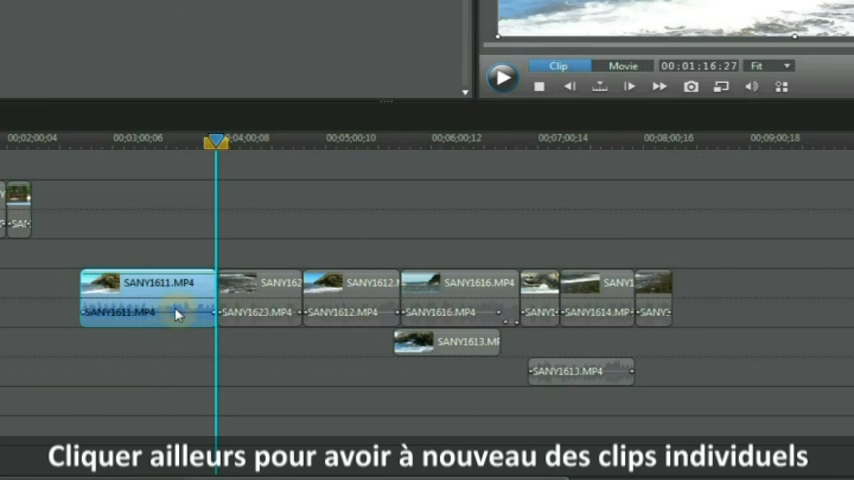 Clip Movie 00;01;16;27 Fit
00;02;00;04 00;03;00;06 00;04;00;08 00;05;00;10 00;06;00;12 00;07;00;14 00;08;00;16 00;09;00;18
SANY1611.MP4 SANY162 SANY1612.M SANY1616.MP4 SANY1
SANY1611.MP4 SANY1623.MP4 SANY1612.MP4 SANY1616.MP4 SANY1 SANY1614.MP4 SANY
SANY1613.MP
SANY1613.MP4
Cliquer ailleurs pour avoir à nouveau des clips individuels